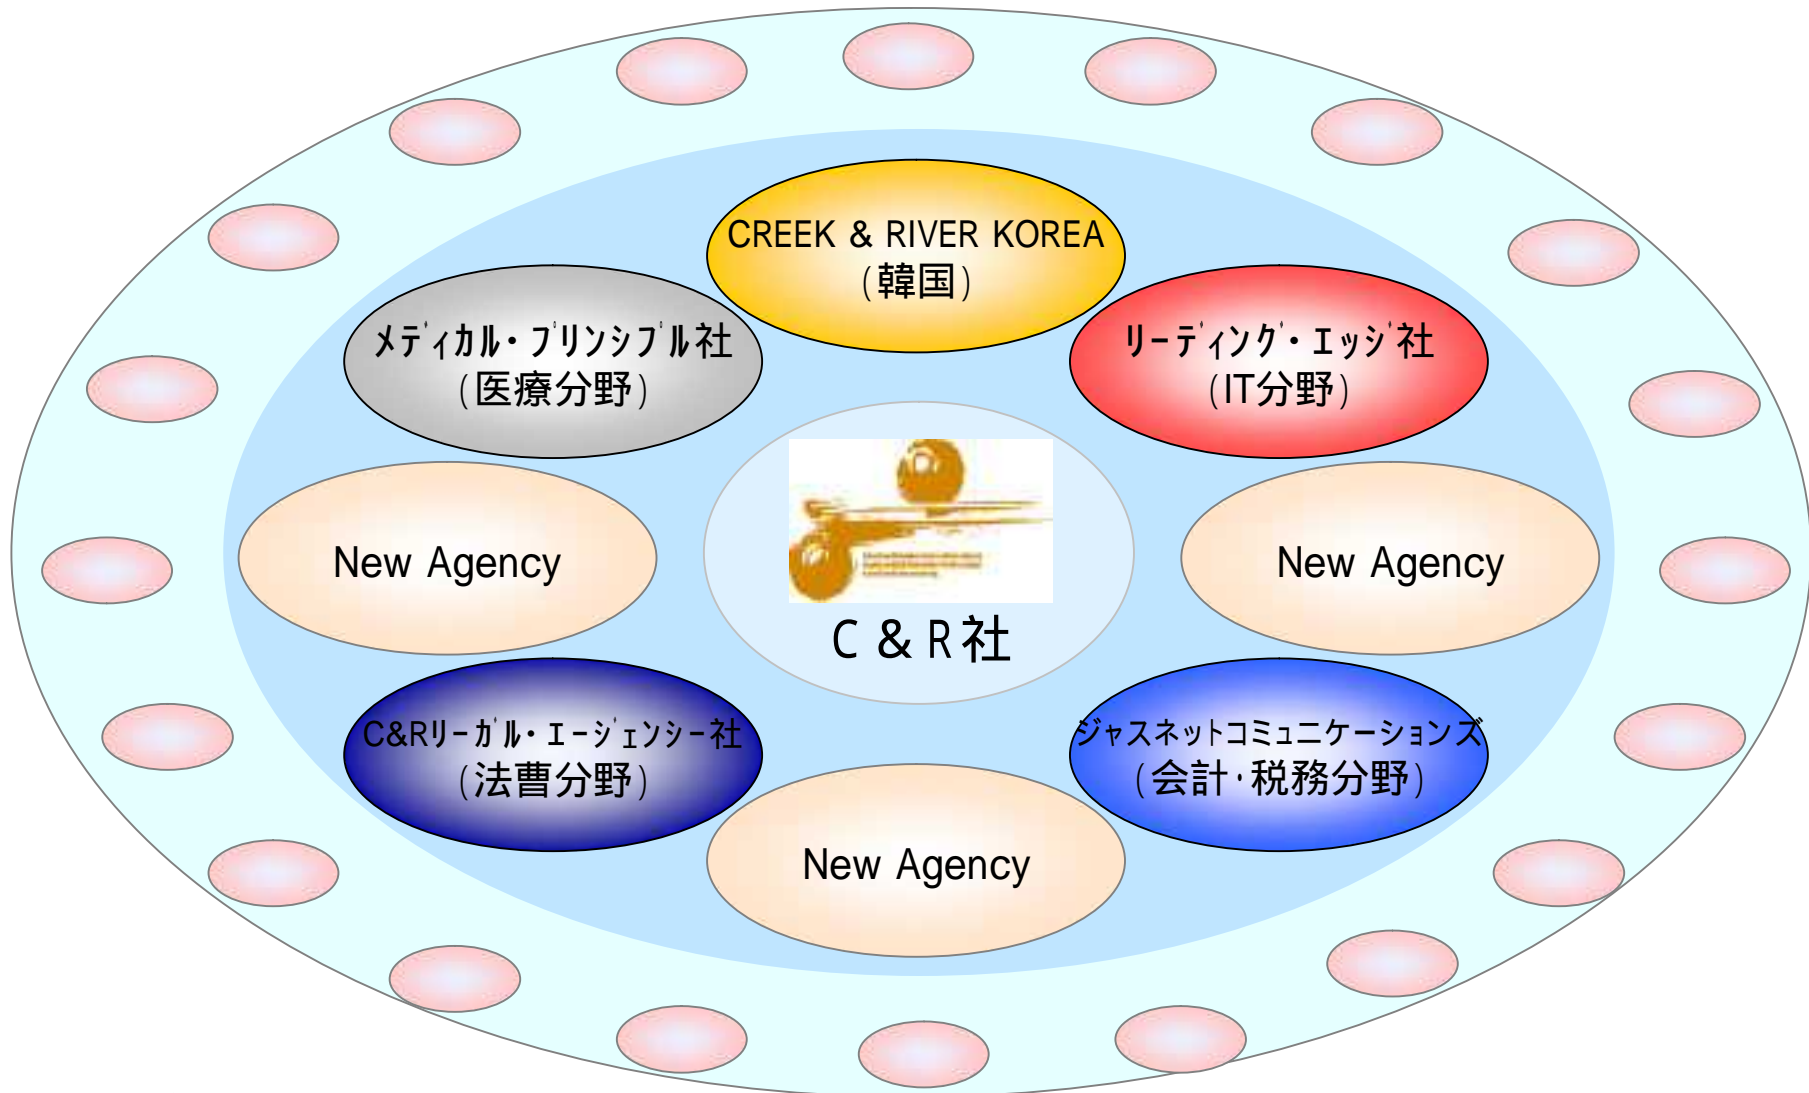 CREEK & RIVER KOREA
(韓国)
メディカル・プリンシプル社
(医療分野)
リーディング・エッジ社
(IT分野)
New Agency
C&R社
New Agency
C&Rリーガル・エージェンシー社
(法曹分野)
ジャスネットコミュニケーションズ
(会計・税務分野)
New Agency